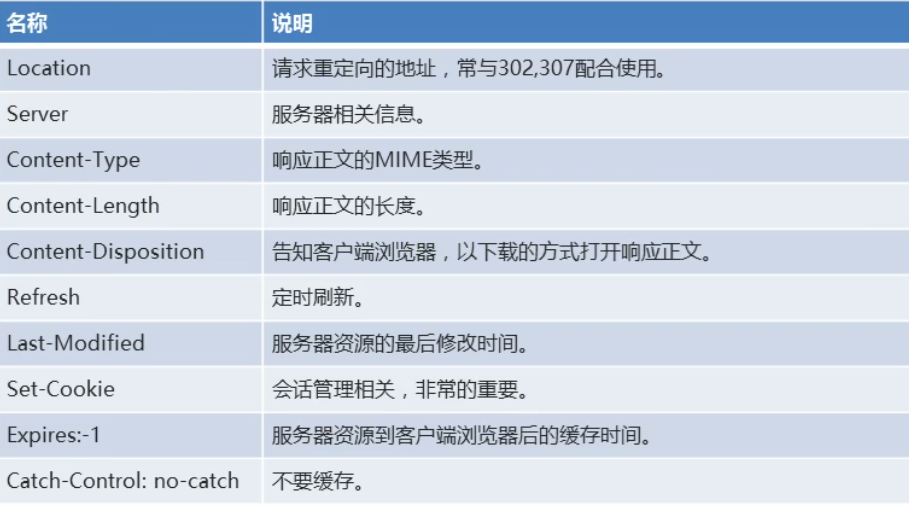 名称 说明
Location 请求重定向的地址，常与302,307配合使用。
Server 服务器相关信息。
Content-Type 响应正文的MIME类型。
Content-Length 响应正文的长度。
Content-Disposition 告知客户端浏览器，以下载的方式打开响应正文。
Refresh 定时刷新。
Last-Modified 服务器资源的最后修改时间。
Set-Cookie 会话管理相关，非常的重要。
Expires:-1 服务器资源到客户端浏览器后的缓存时间。
Catch-Control: no-catch 不要缓存。